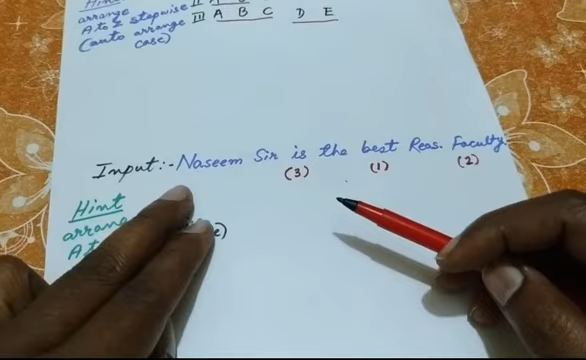 arrange II
A to Z stepwise III A B C D E
(auto arrange
case)
Input:- Naseem Sir is the best Reas. Faculty.
(3) (1) (2)
Hint